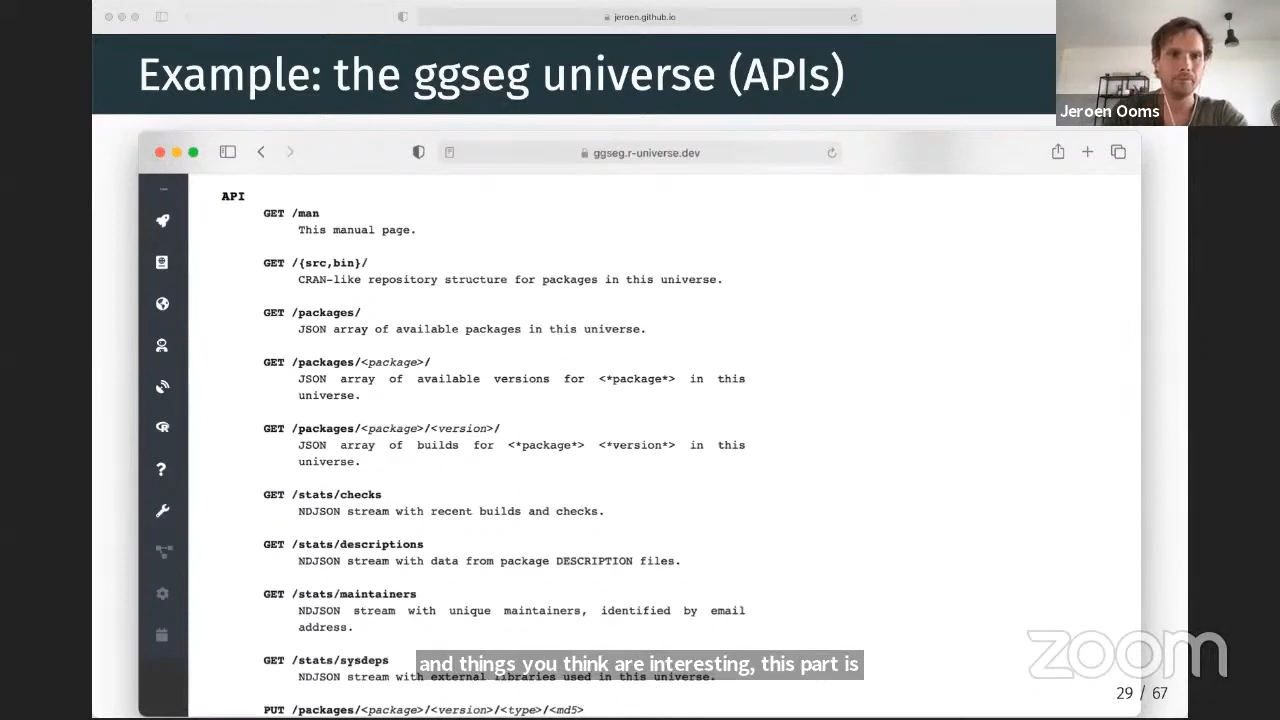 jeroen.github.io
Example: the ggseg universe (APIs)
Jeroen Ooms
ggseg.r-universe.dev
API
GET /man
This manual page.
GET /{src,bin}/
CRAN-like repository structure for packages in this universe.
GET /packages/
JSON array of available packages in this universe.
GET /packages/<package>/
JSON array of available versions for <*package*> in this
universe.
GET /packages/<package>/<version>/
JSON array of builds for <*package*> <*version*> in this
universe.
GET /stats/checks
NDJSON stream with recent builds and checks.
GET /stats/descriptions
NDJSON stream with data from package DESCRIPTION files.
GET /stats/maintainers
NDJSON stream with unique maintainers, identified by email
address.
GET /stats/sysdeps
and things you think are interesting, this part is
NDJSON stream with external libraries used in this universe.
zoom
29 / 67
PUT /packages/<package>/<version>/<type>/<md5>